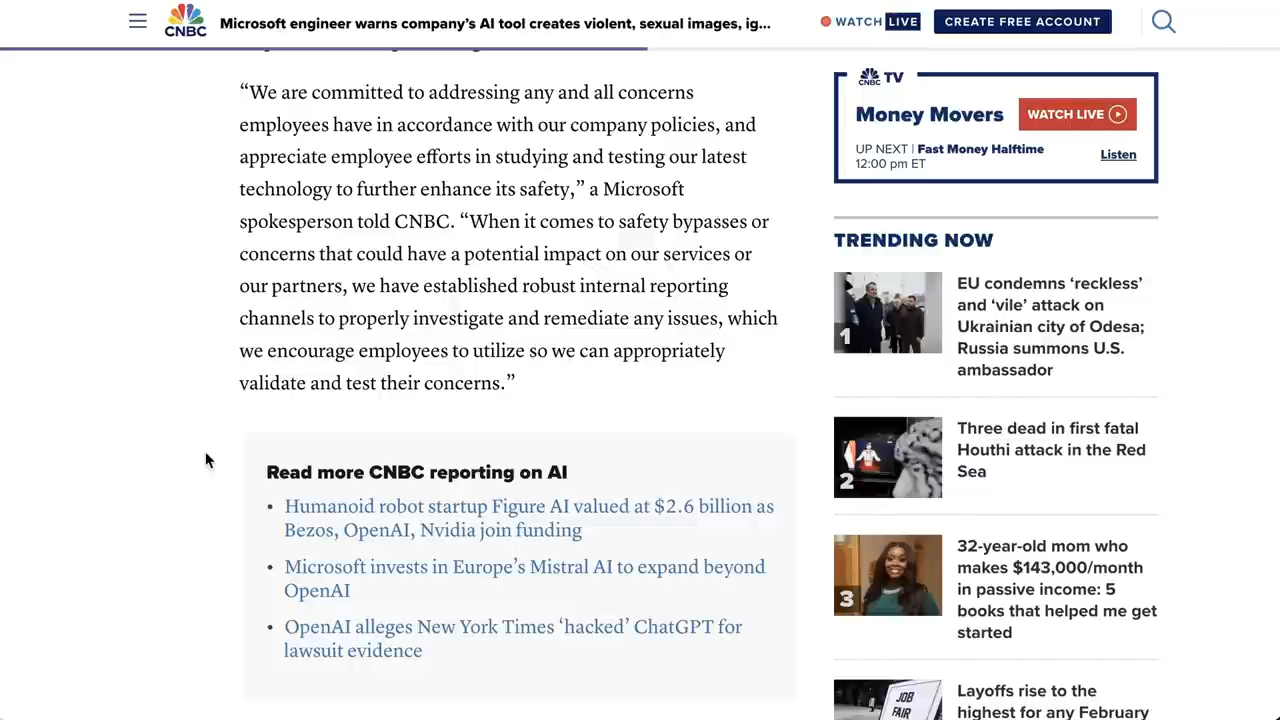 CNBC
Microsoft engineer warns company’s AI tool creates violent, sexual images, ig...
WATCH LIVE
CREATE FREE ACCOUNT
“We are committed to addressing any and all concerns
employees have in accordance with our company policies, and
appreciate employee efforts in studying and testing our latest
technology to further enhance its safety,” a Microsoft
spokesperson told CNBC. “When it comes to safety bypasses or
concerns that could have a potential impact on our services or
our partners, we have established robust internal reporting
channels to properly investigate and remediate any issues, which
we encourage employees to utilize so we can appropriately
validate and test their concerns.”
Read more CNBC reporting on AI
• Humanoid robot startup Figure AI valued at $2.6 billion as
Bezos, OpenAI, Nvidia join funding
• Microsoft invests in Europe’s Mistral AI to expand beyond
OpenAI
• OpenAI alleges New York Times ‘hacked’ ChatGPT for
lawsuit evidence
CNBC TV
Money Movers
WATCH LIVE
UP NEXT | Fast Money Halftime
12:00 pm ET
Listen
TRENDING NOW
1
EU condemns ‘reckless’
and ‘vile’ attack on
Ukrainian city of Odesa;
Russia summons U.S.
ambassador
2
Three dead in first fatal
Houthi attack in the Red
Sea
3
32-year-old mom who
makes $143,000/month
in passive income: 5
books that helped me get
started
JOB
FAIR
Layoffs rise to the
highest for any February